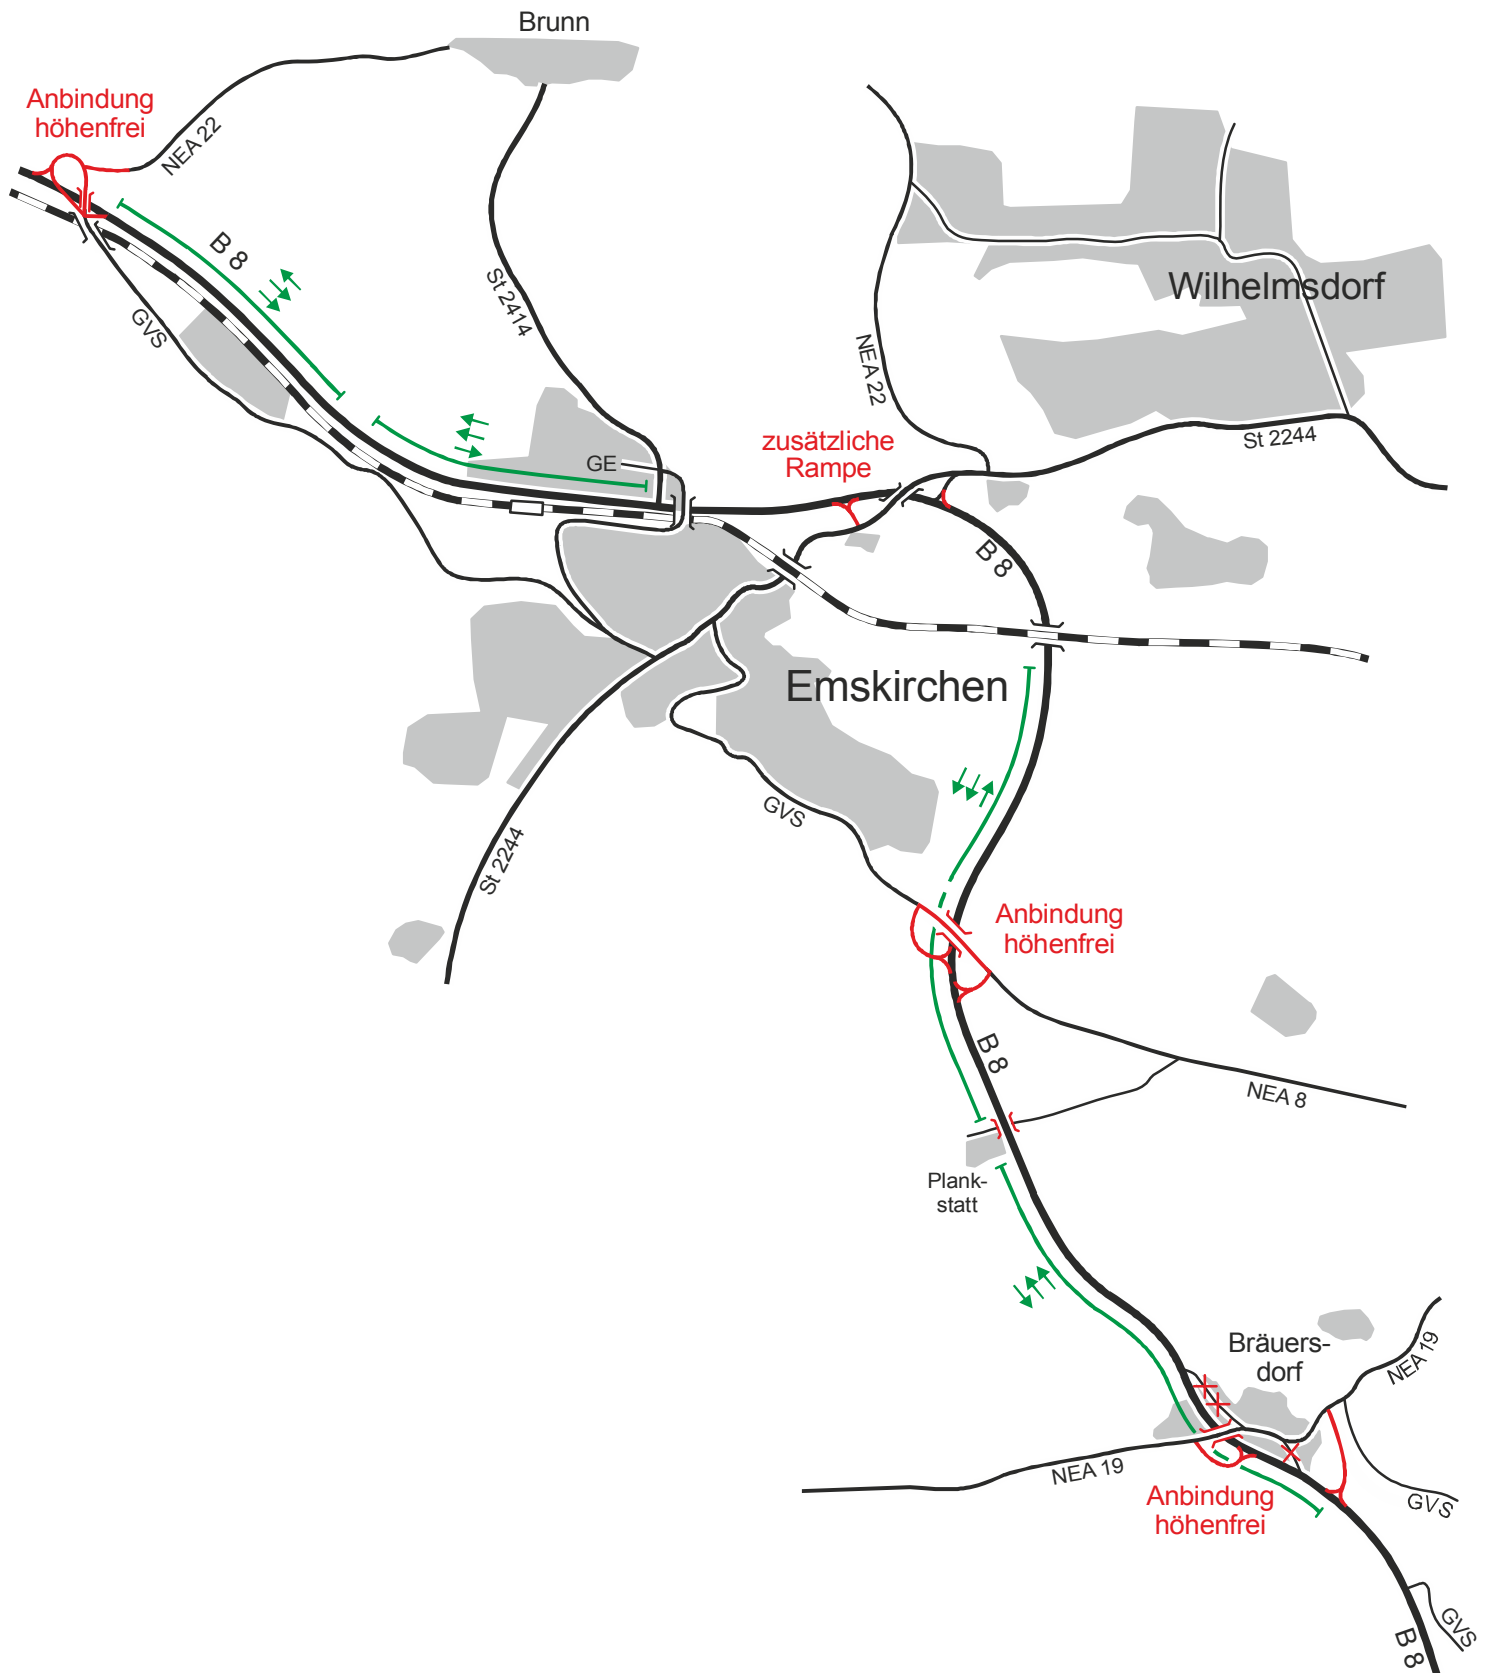 Brunn
Anbindung
höhenfrei
NEA 22
B 8
GVS
St 2414
Wilhelmsdorf
NEA 22
St 2244
zusätzliche
Rampe
GE
B 8
Emskirchen
GVS
St 2244
Anbindung
höhenfrei
B 8
NEA 8
Plank-
statt
Bräuers-
dorf
NEA 19
NEA 19
Anbindung
höhenfrei
GVS
GVS
B 8